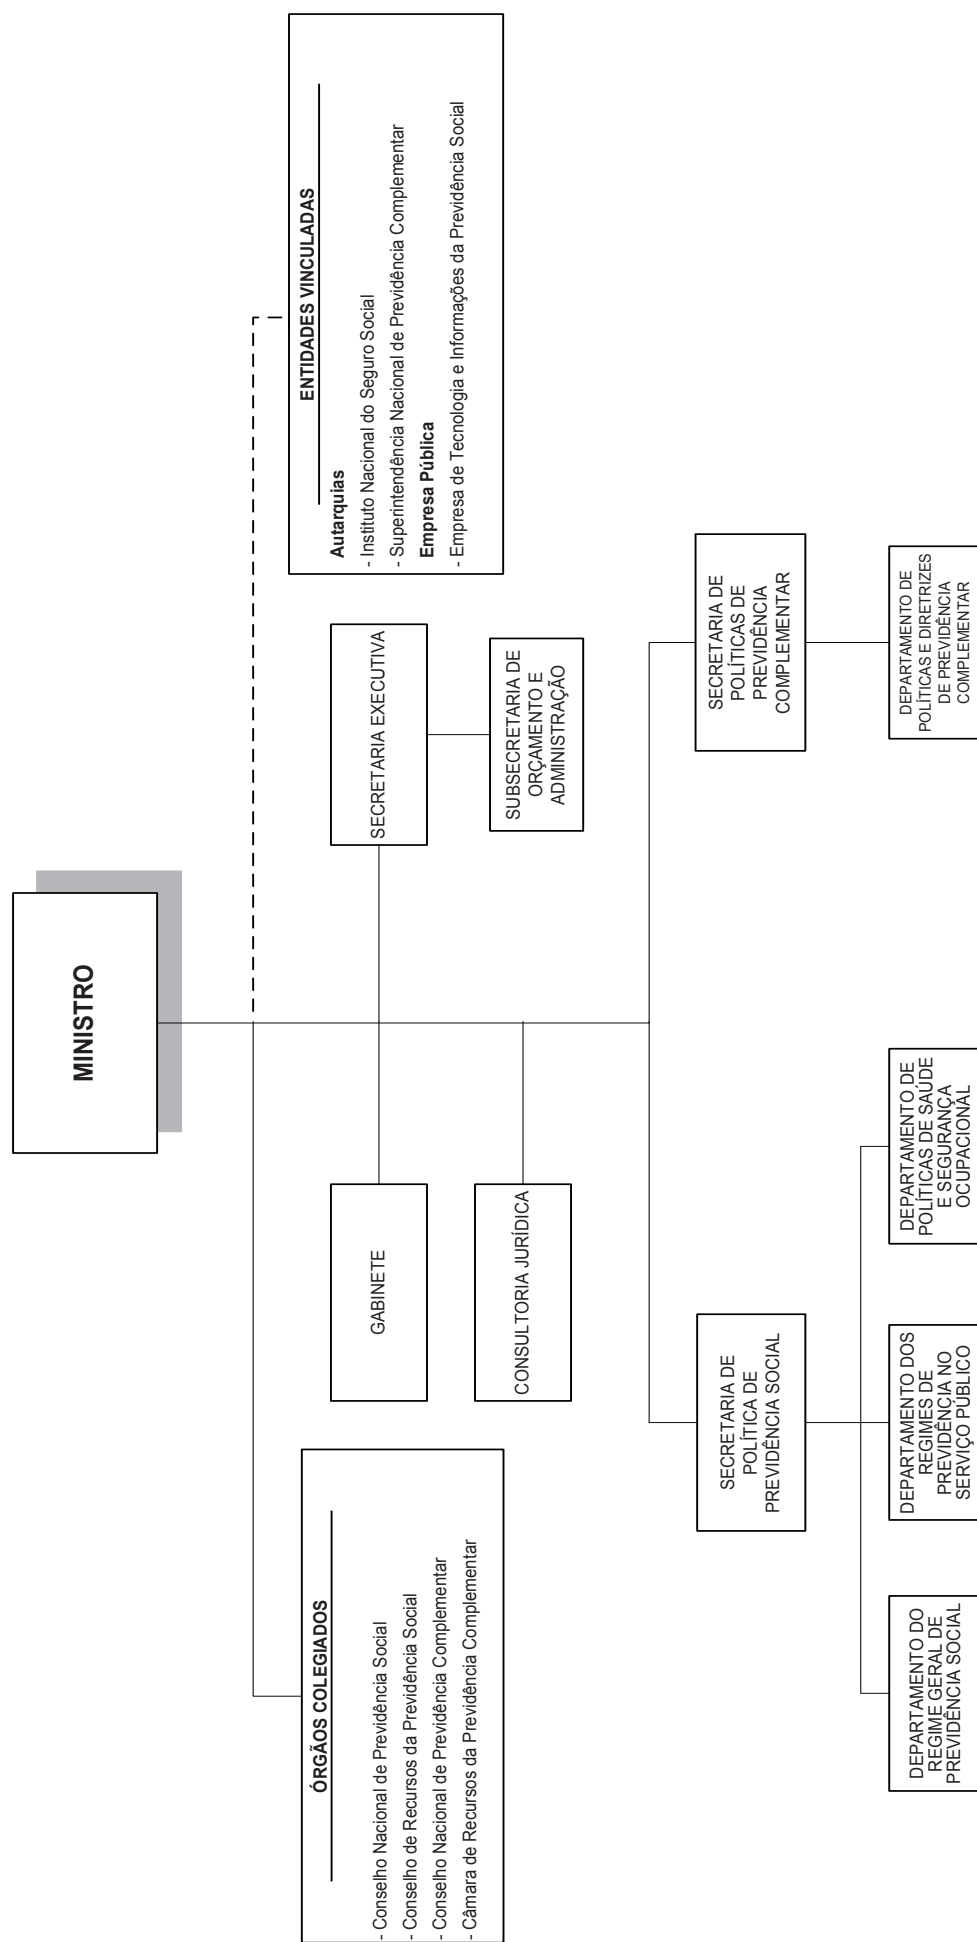 MINISTRO
ÓRGÃOS COLEGIADOS
- Conselho Nacional de Previdência Social
- Conselho de Recursos da Previdência Social
- Conselho Nacional de Previdência Complementar
- Câmara de Recursos da Previdência Complementar
ENTIDADES VINCULADAS
Autarquias
- Instituto Nacional do Seguro Social
- Superintendência Nacional de Previdência Complementar
Empresa Pública
- Empresa de Tecnologia e Informações da Previdência Social
GABINETE
SECRETARIA EXECUTIVA
CONSULTORIA JURÍDICA
SUBSECRETARIA DE
ORÇAMENTO E
ADMINISTRAÇÃO
SECRETARIA DE
POLÍTICA DE
PREVIDÊNCIA SOCIAL
SECRETARIA DE
POLÍTICAS DE
PREVIDÊNCIA
COMPLEMENTAR
DEPARTAMENTO DO
REGIME GERAL DE
PREVIDÊNCIA SOCIAL
DEPARTAMENTO DOS
REGIMES DE
PREVIDÊNCIA NO
SERVIÇO PÚBLICO
DEPARTAMENTO DE
POLÍTICAS DE SAÚDE
E SEGURANÇA
OCUPACIONAL
DEPARTAMENTO DE
POLÍTICAS E DIRETRIZES
DE PREVIDÊNCIA
COMPLEMENTAR